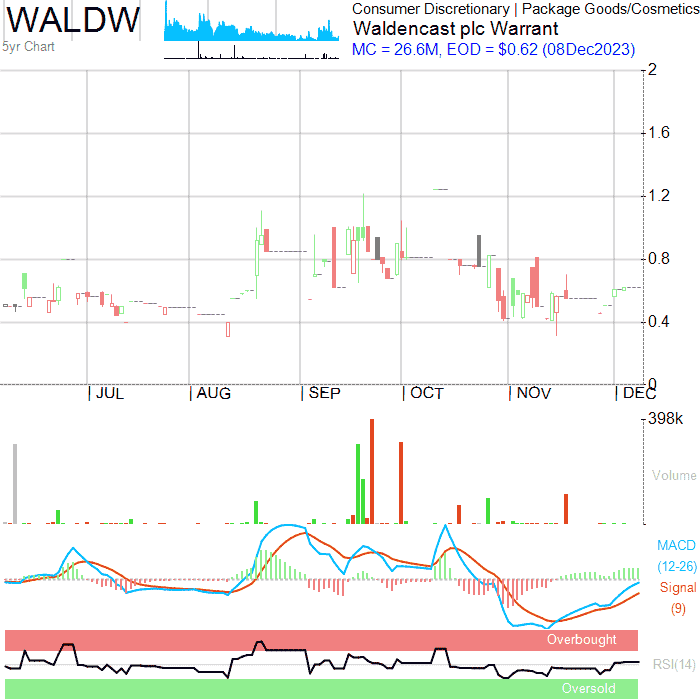 WALDW
5yr Chart
Consumer Discretionary | Package Goods/Cosmetics
Waldencast plc Warrant
MC = 26.6M, EOD = $0.62 (08Dec2023)
2
1.6
1.2
0.8
0.4
0
| JUL | AUG | SEP | OCT | NOV | DEC
398k
Volume
MACD
(12-26)
Signal
(9)
Overbought
RSI(14)
Oversold